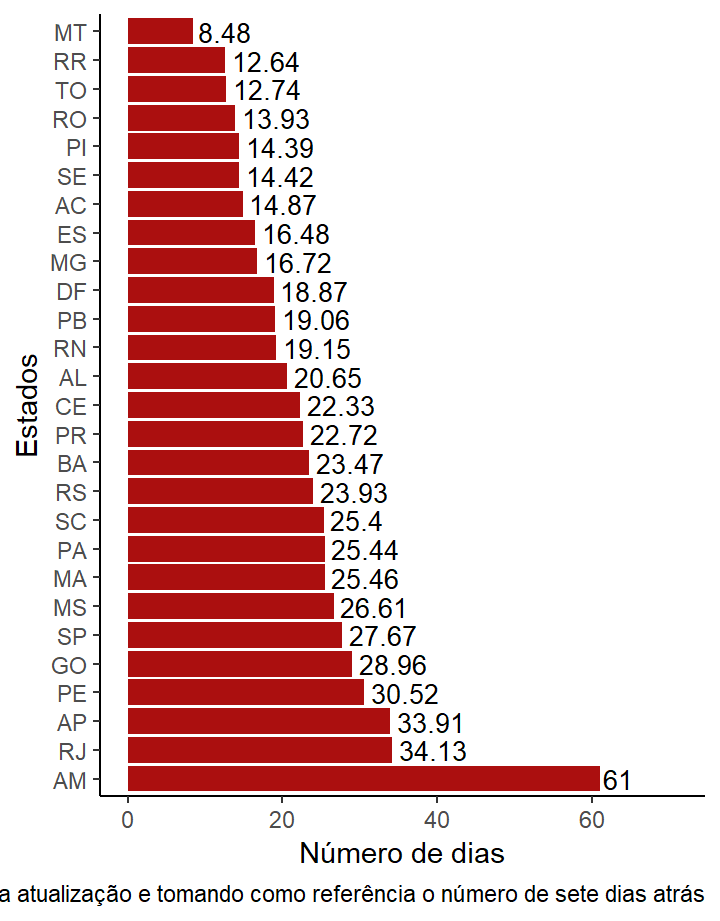 MT 8.48
RR 12.64
TO 12.74
RO 13.93
PI 14.39
SE 14.42
AC 14.87
ES 16.48
MG 16.72
DF 18.87
PB 19.06
RN 19.15
AL 20.65
CE 22.33
PR 22.72
BA 23.47
RS 23.93
SC 25.4
PA 25.44
MA 25.46
MS 26.61
SP 27.67
GO 28.96
PE 30.52
AP 33.91
RJ 34.13
AM 61
Estados
0 20 40 60
Número de dias
a atualização e tomando como referência o número de sete dias atrás